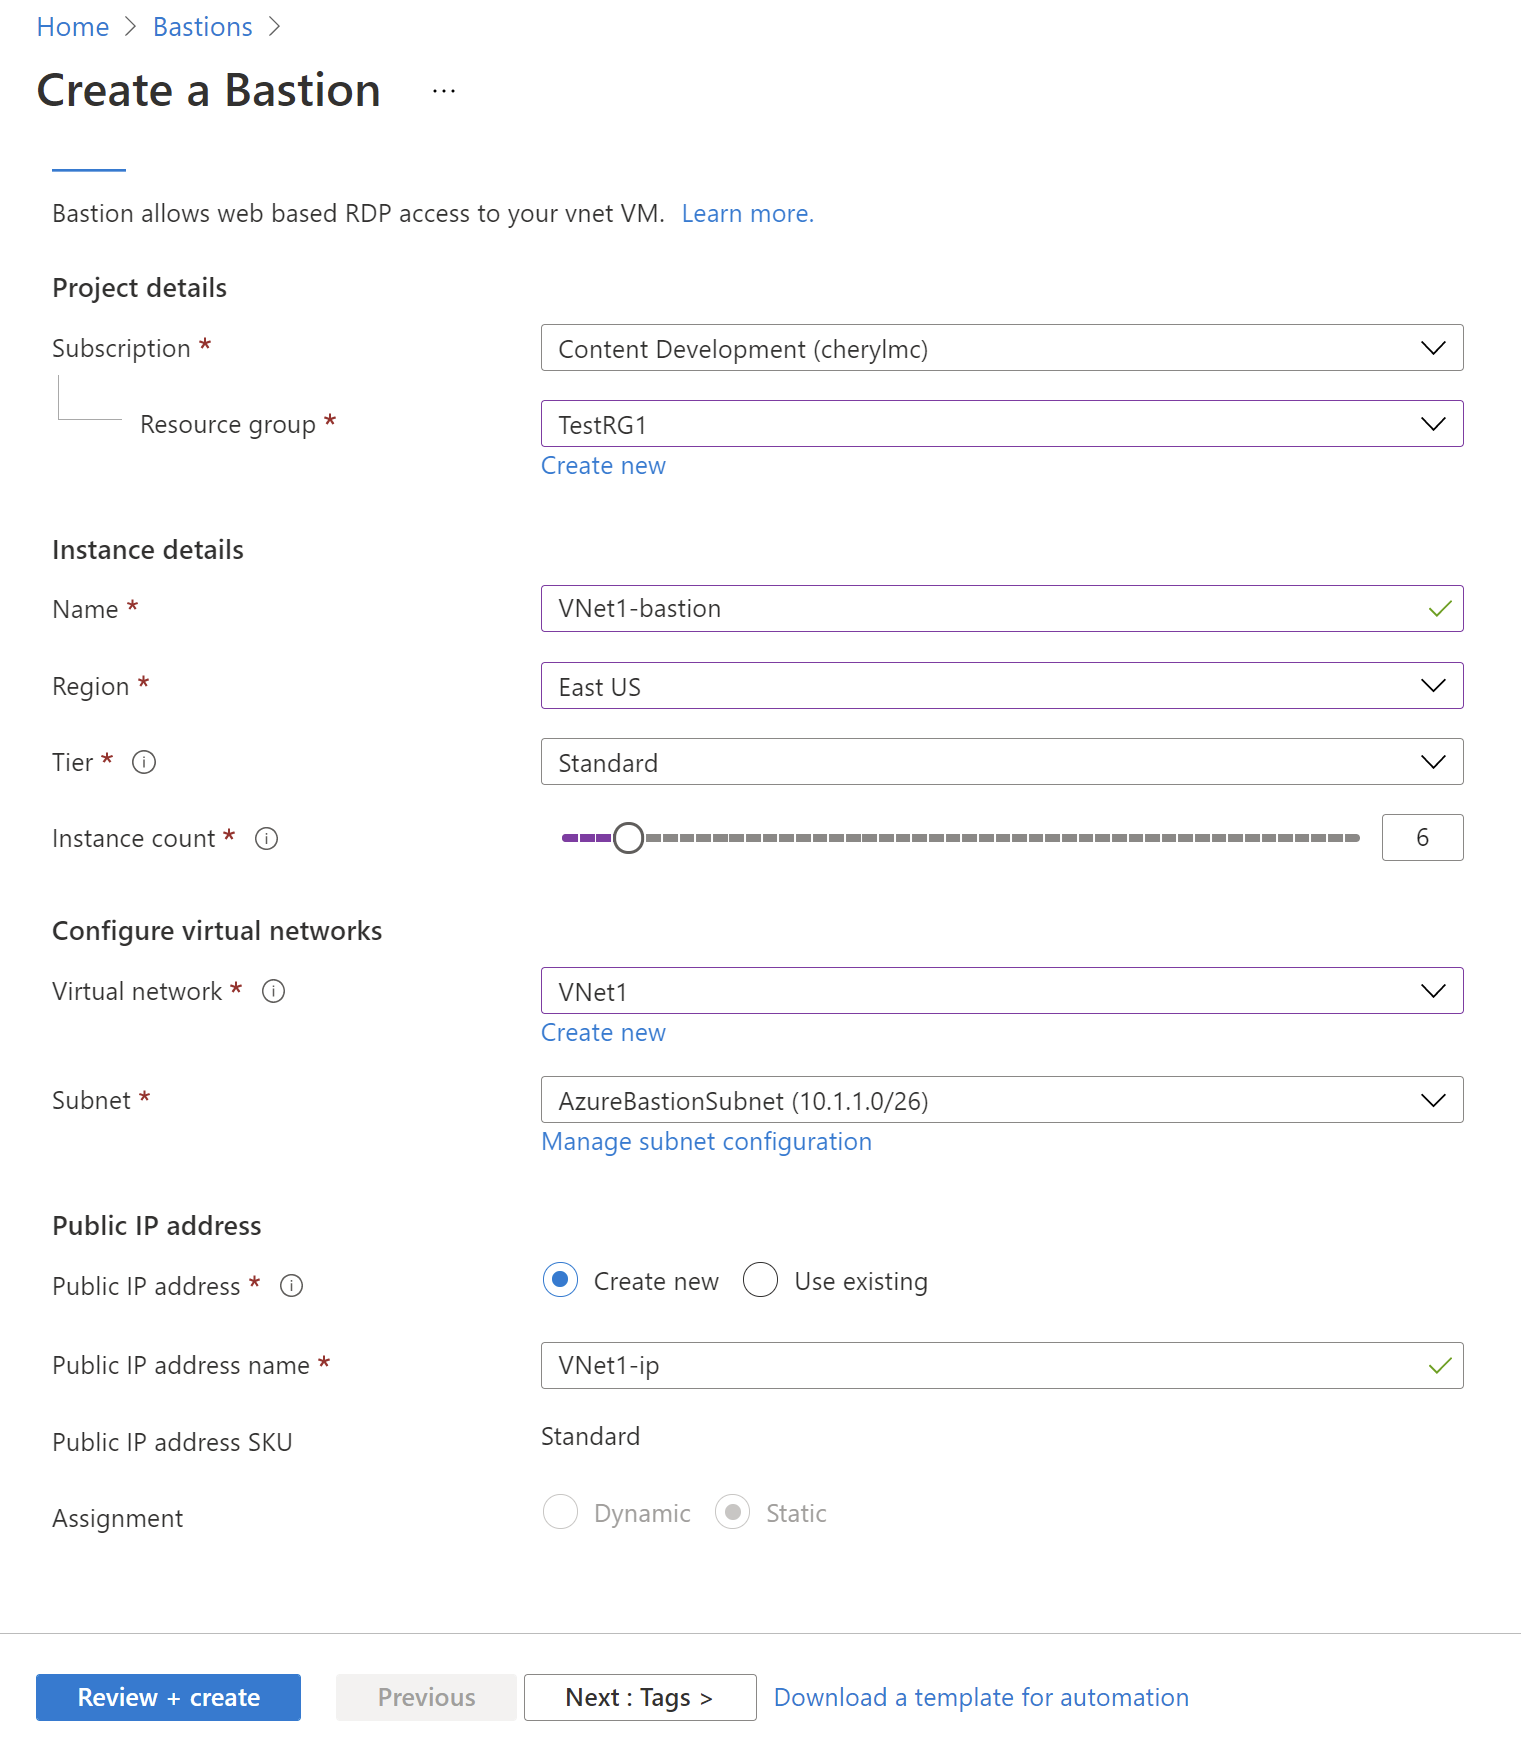 Home > Bastions >
Create a Bastion ...
Bastion allows web based RDP access to your vnet VM. Learn more.
Project details
Subscription * Content Development (cherylmc)
Resource group * TestRG1
Create new
Instance details
Name * VNet1-bastion
Region * East US
Tier * Standard
Instance count * 6
Configure virtual networks
Virtual network * VNet1
Create new
Subnet * AzureBastionSubnet (10.1.1.0/26)
Manage subnet configuration
Public IP address
Public IP address * Create new Use existing
Public IP address name * VNet1-ip
Public IP address SKU Standard
Assignment Dynamic Static
Review + create Previous Next : Tags > Download a template for automation